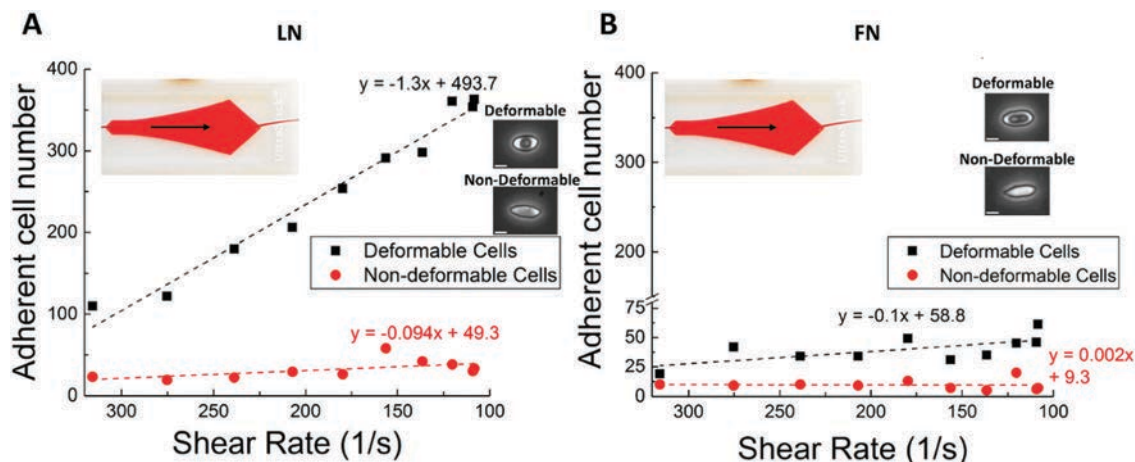 A
LN
Adherent cell number
400
300
200
100
0
y = -1.3x + 493.7
Deformable
Non-Deformable
Deformable Cells
Non-deformable Cells
y = -0.094x + 49.3
300
250
200
150
100
Shear Rate (1/s)
B
FN
Adherent cell number
400
350
300
200
75
50
25
0
Deformable
Non-Deformable
Deformable Cells
Non-deformable Cells
y = -0.1x + 58.8
y = 0.002x
+ 9.3
300
250
200
150
100
Shear Rate (1/s)